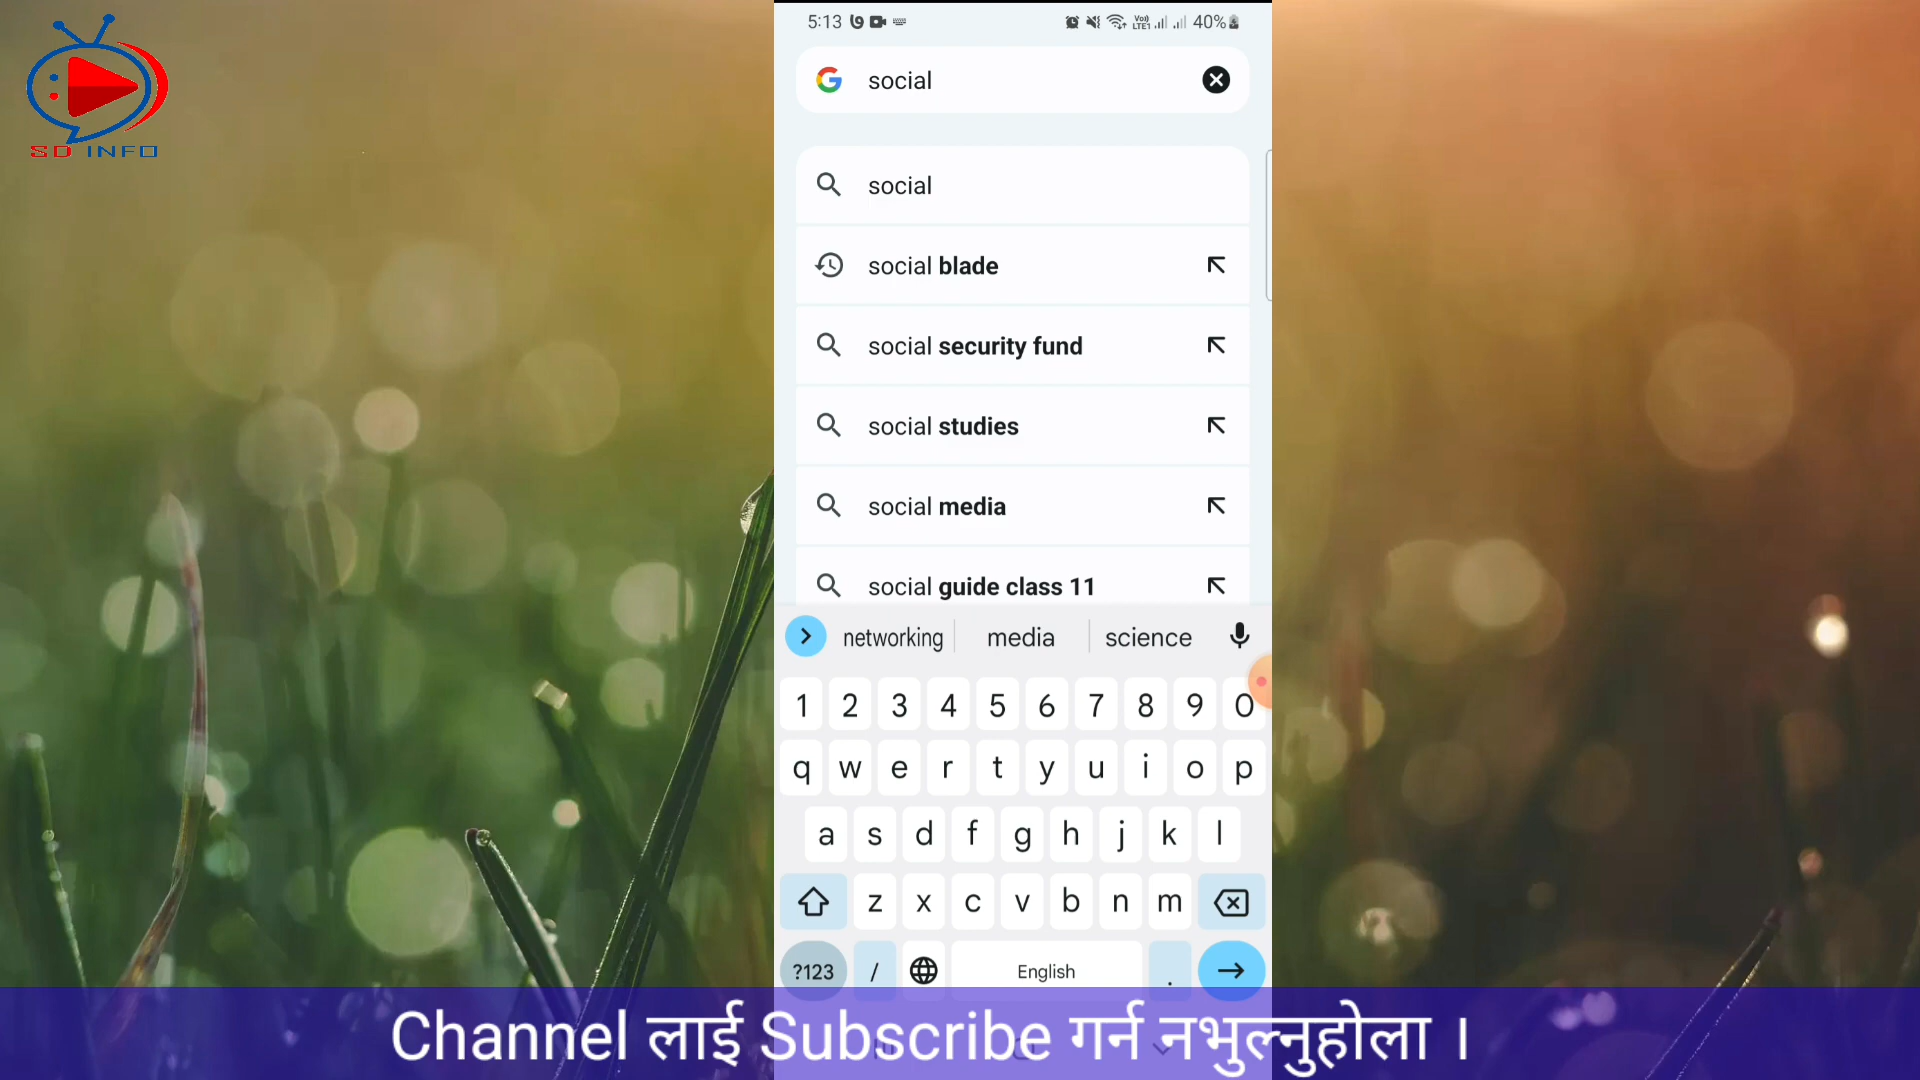 SD INFO
5:13
Vo))
LTE1
40%
social
social
social blade
social security fund
social studies
social media
social guide class 11
networking media science
1 2 3 4 5 6 7 8 9 0
q w e r t y u i o p
a s d f g h j k l
z x c v b n m
?123 / English .
Channel लाई Subscribe गर्न नभुल्नुहोला ।